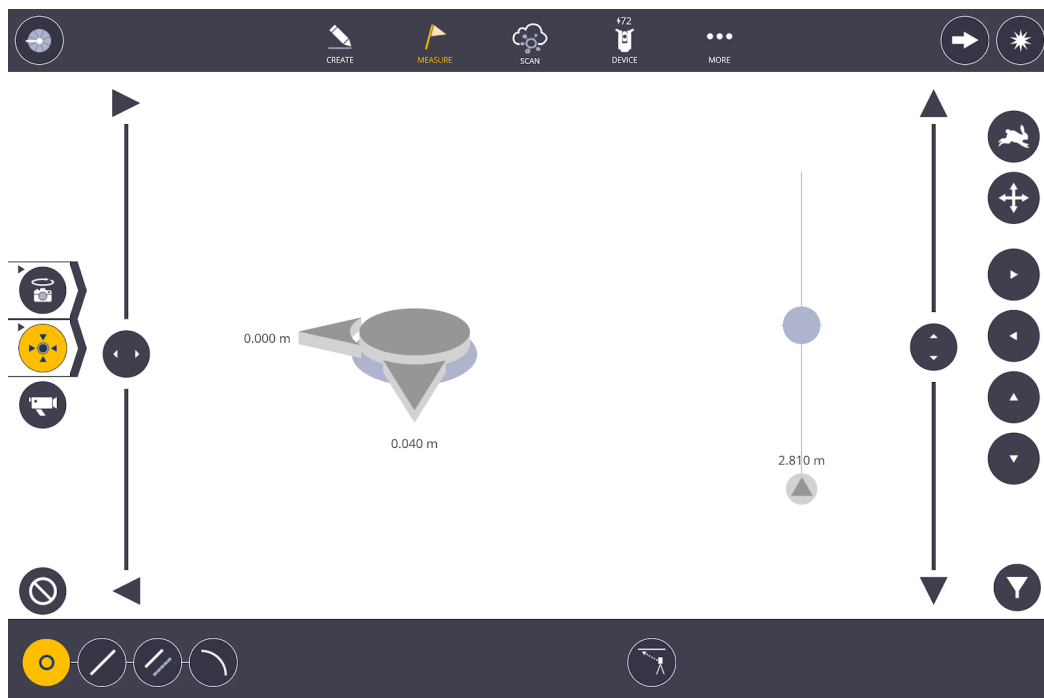 72
CREATE
MEASURE
SCAN
DEVICE
MORE
0.000 m
0.040 m
2.810 m